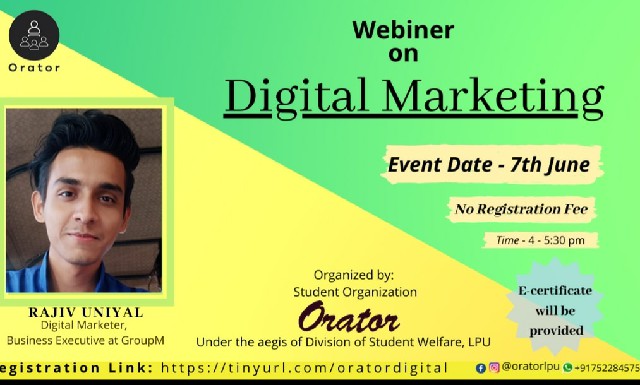 Orator
Webiner
on
Digital Marketing
Event Date - 7th June
No Registration Fee
Time - 4 - 5:30 pm
RAJIV UNIYAL
Digital Marketer,
Business Executive at GroupM
Organized by:
Student Organization
Orator
Under the aegis of Division of Student Welfare, LPU
E-certificate
will be
provided
egistration Link: https://tinyurl.com/oratordigital
@oratorlpu +91752284575